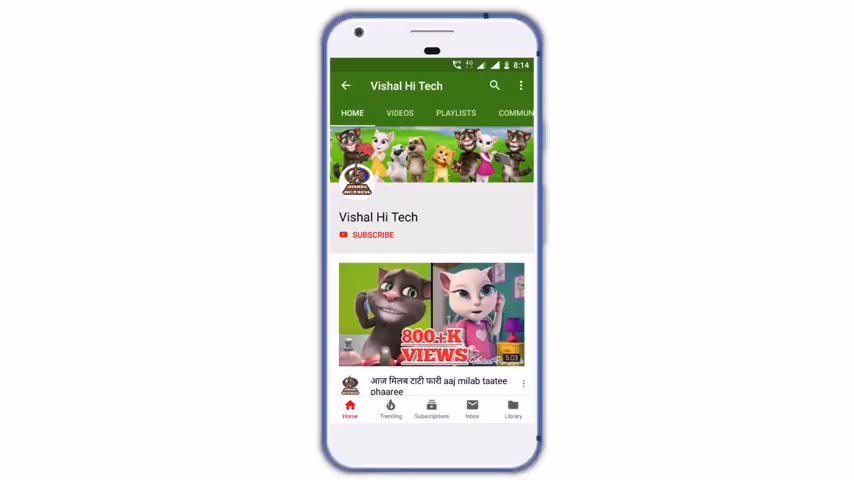 4G 8:14
Vishal Hi Tech
HOME VIDEOS PLAYLISTS COMMUN
Vishal Hi Tech
SUBSCRIBE
800+K
VIEWS
5:03
आज मिलब टाटी फारी aaj milab taatee
phaaree
Home Trending Subscriptions Inbox Library